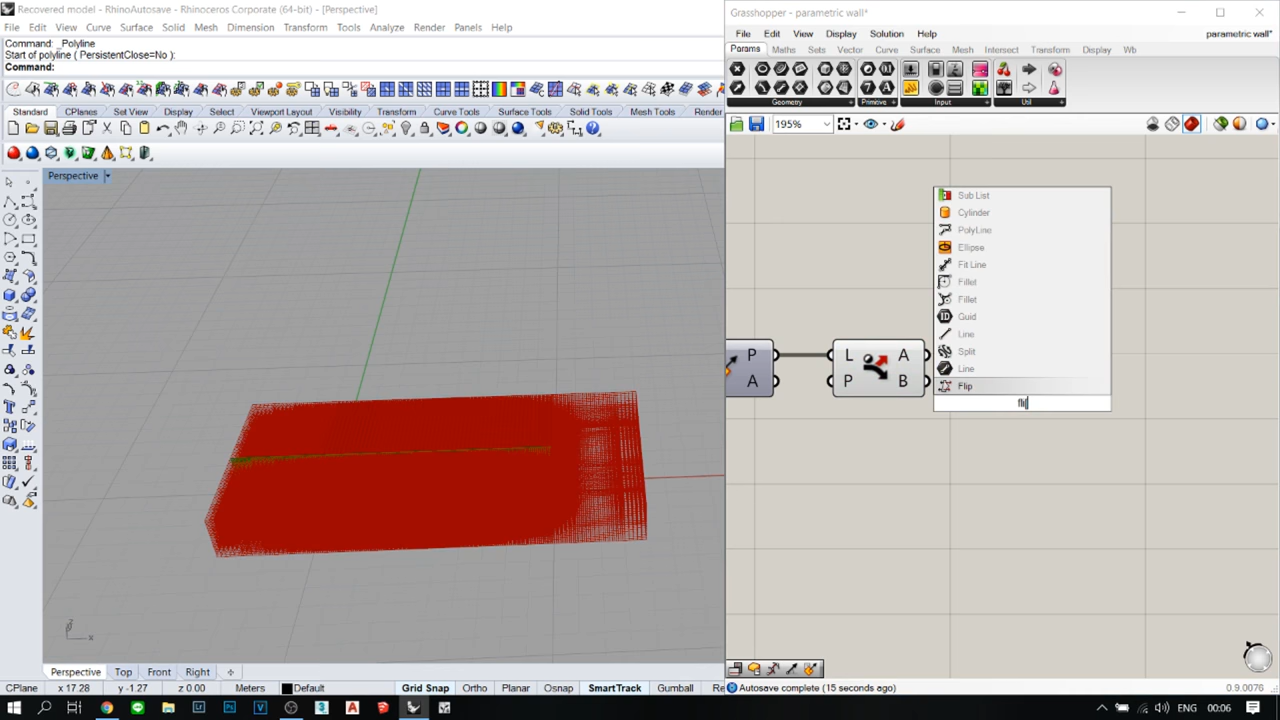 Recovered model - RhinoAutosave - Rhinoceros Corporate (64-bit) - [Perspective]
File Edit View Curve Surface Solid Mesh Dimension Transform Tools Analyze Render Panels Help
Command: _Polyline
Start of polyline ( PersistentClose=No ):
Command:
Standard CPlanes Set View Display Select Viewport Layout Visibility Transform Curve Tools Surface Tools Solid Tools Mesh Tools Render
Perspective
z x
Perspective Top Front Right
CPlane x 17.28 y -1.27 z 0.00 Meters Default Grid Snap Ortho Planar Osnap SmartTrack Gumball Re
Grasshopper - parametric wall*
File Edit View Display Solution Help parametric wall*
Params Maths Sets Vector Curve Surface Mesh Intersect Transform Display Wb
Geometry Primitive Input Util
195%
P
A
L A
P B
Sub List
Cylinder
PolyLine
Ellipse
Fit Line
Fillet
Fillet
ID Guid
Line
Split
Line
Flip
fli
Autosave complete (15 seconds ago) 0.9.0076
ENG 00:06